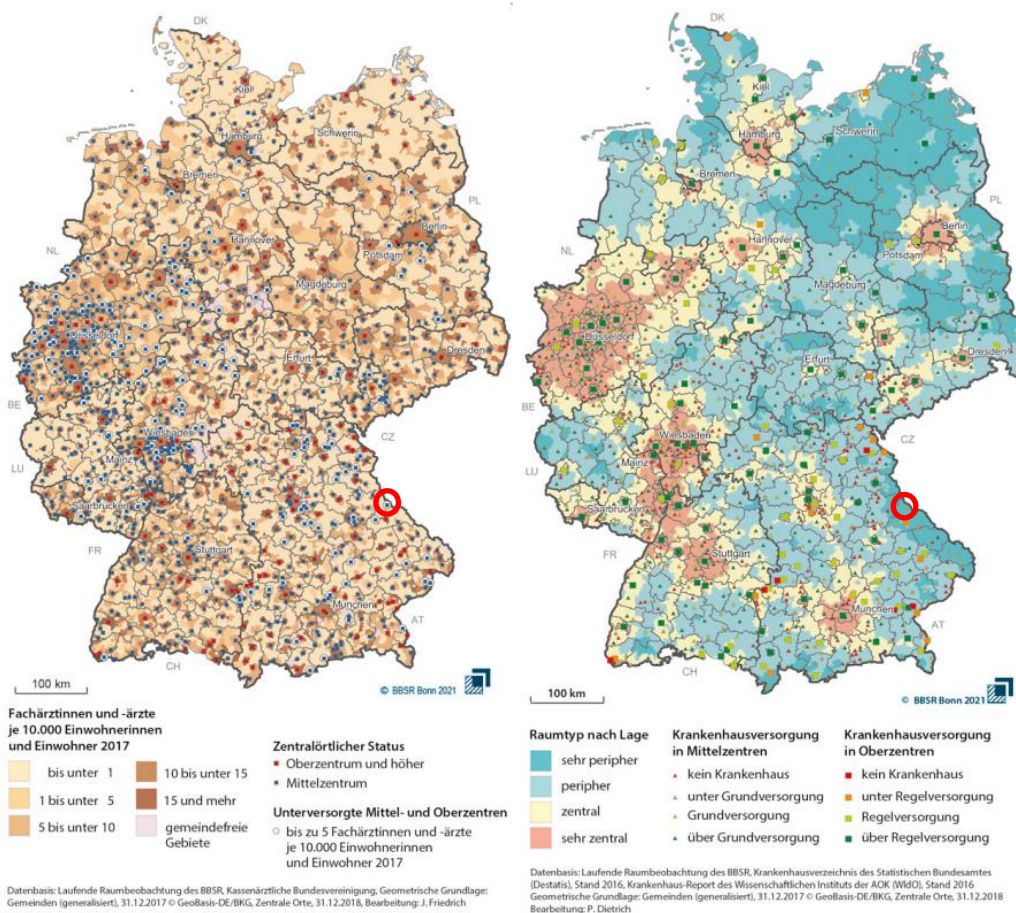 DK
Kiel
Hamburg
Schwerin
Bremen
PL
Berlin
NL
Hannover
Potsdam
Magdeburg
Düsseldorf
Dresden
Erfurt
BE
Wiesbaden
CZ
Mainz
LU
Saarbrücken
FR
Stuttgart
München
AT
CH
100 km
© BBSR Bonn 2021
Fachärztinnen und -ärzte
je 10.000 Einwohnerinnen
und Einwohner 2017
bis unter 1
1 bis unter 5
5 bis unter 10
10 bis unter 15
15 und mehr
gemeindefreie
Gebiete
Zentralörtlicher Status
Oberzentrum und höher
Mittelzentrum
Unterversorgte Mittel- und Oberzentren
bis zu 5 Fachärztinnen und -ärzte
je 10.000 Einwohnerinnen
und Einwohner 2017
Datenbasis: Laufende Raumbeobachtung des BBSR, Kassenärztliche Bundesvereinigung, Geometrische Grundlage:
Gemeinden (generalisiert), 31.12.2017 © GeoBasis-DE/BKG, Zentrale Orte, 31.12.2018, Bearbeitung: J. Friedrich
DK
Kiel
Hamburg
Schwerin
Bremen
PL
Berlin
NL
Hannover
Potsdam
Magdeburg
Düsseldorf
Dresden
Erfurt
BE
Wiesbaden
CZ
Mainz
LU
Saarbrücken
FR
Stuttgart
München
AT
CH
100 km
© BBSR Bonn 2021
Raumtyp nach Lage
sehr peripher
peripher
zentral
sehr zentral
Krankenhausversorgung
in Mittelzentren
kein Krankenhaus
unter Grundversorgung
Grundversorgung
über Grundversorgung
Krankenhausversorgung
in Oberzentren
kein Krankenhaus
unter Regelversorgung
Regelversorgung
über Regelversorgung
Datenbasis: Laufende Raumbeobachtung des BBSR, Krankenhausverzeichnis des Statistischen Bundesamtes
(Destatis), Stand 2016, Krankenhaus-Report des Wissenschaftlichen Instituts der AOK (WIdO), Stand 2016
Geometrische Grundlage: Gemeinden (generalisiert), 31.12.2017 © GeoBasis-DE/BKG, Zentrale Orte, 31.12.2018
Bearbeitung: P. Dietrich